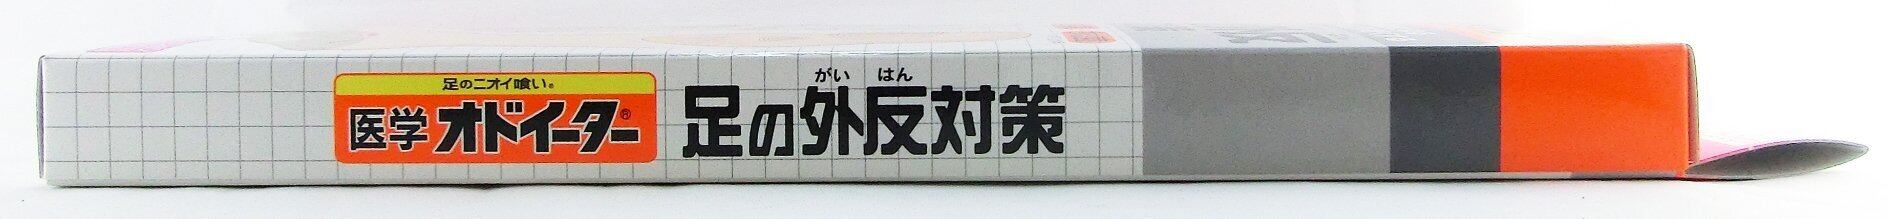 足のニオイ喰い。
医学オドイーター®
がい はん
足の外反対策